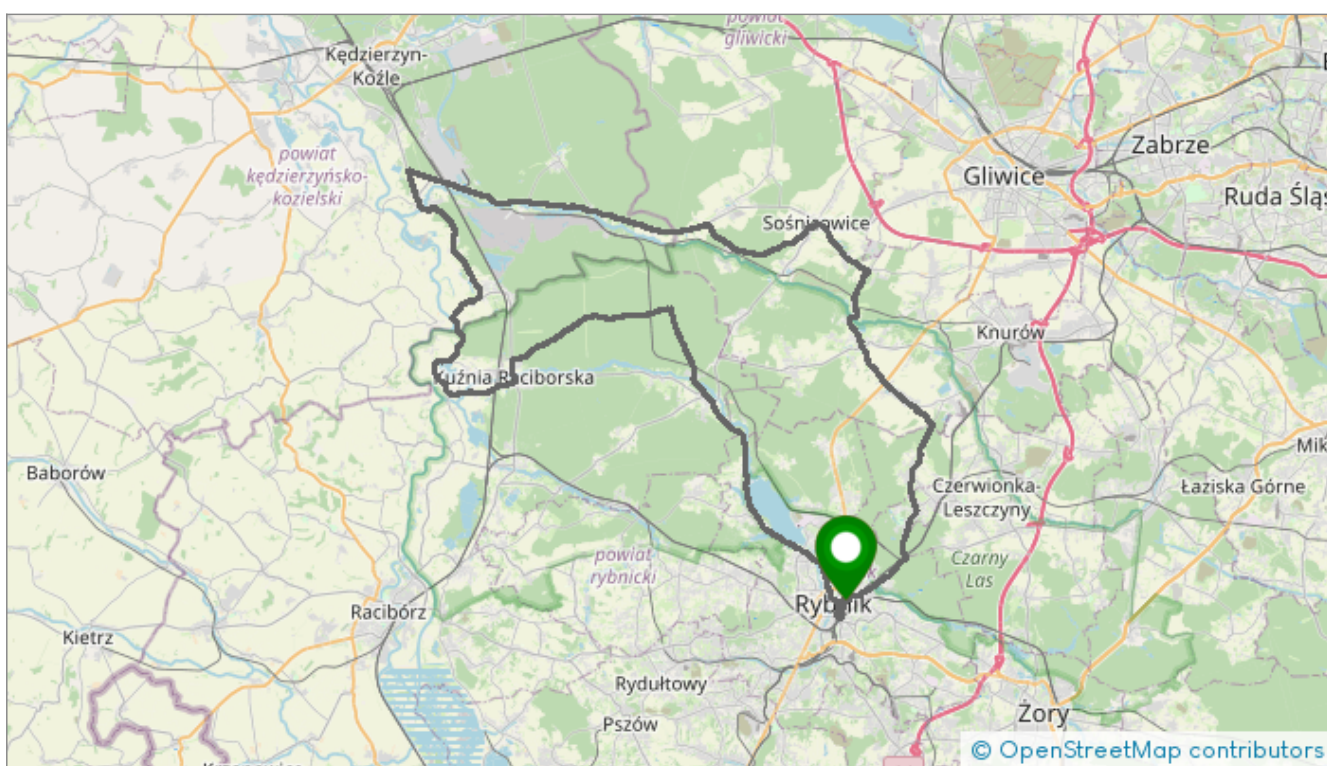 powiat
gliwicki
Kędzierzyn-
Koźle
powiat
kędzierzyńsko-
kozielski
Zabrze
Gliwice
Ruda Śląs
Sośnicowice
Knurów
Kuźnia Raciborska
Baborów
Mik
Czerwionka-
Leszczyny
Łaziska Górne
powiat
rybnicki
Czarny
Las
Racibórz
Rybnik
Kietrz
Rydułtowy
Pszów
Żory
© OpenStreetMap contributors